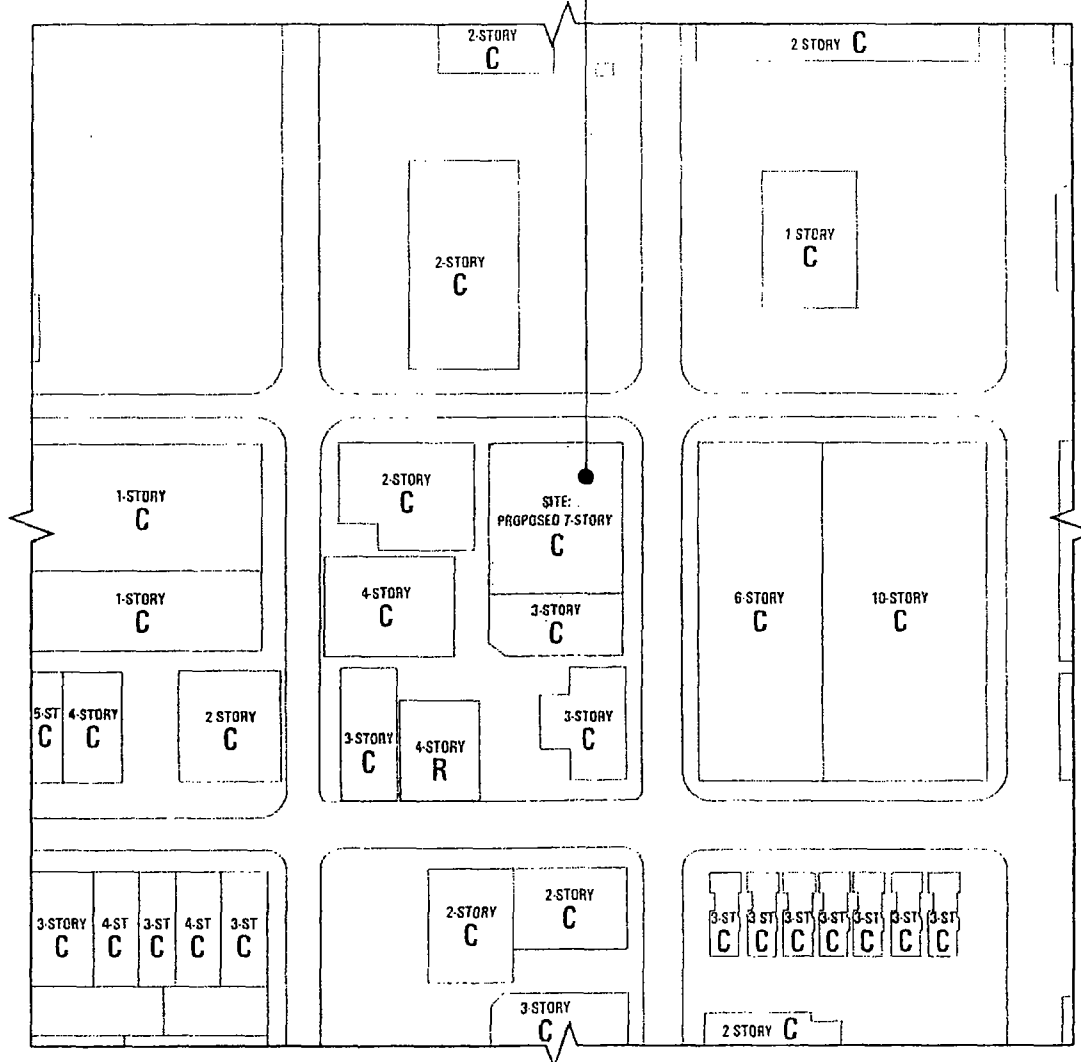 2-STORY
C
2 STORY C
2-STORY
C
1 STORY
C
1-STORY
C
2-STORY
C
SITE:
PROPOSED 7-STORY
C
1-STORY
C
4-STORY
C
3-STORY
C
6-STORY
C
10-STORY
C
5-ST
C
4-STORY
C
2 STORY
C
3-STORY
C
4-STORY
R
3-STORY
C
3-STORY
C
4-ST
C
3-ST
C
4-ST
C
3-ST
C
2-STORY
C
2-STORY
C
3-ST
C
3-ST
C
3-ST
C
3-ST
C
3-ST
C
3-ST
C
3-ST
C
3-STORY
C
2 STORY C